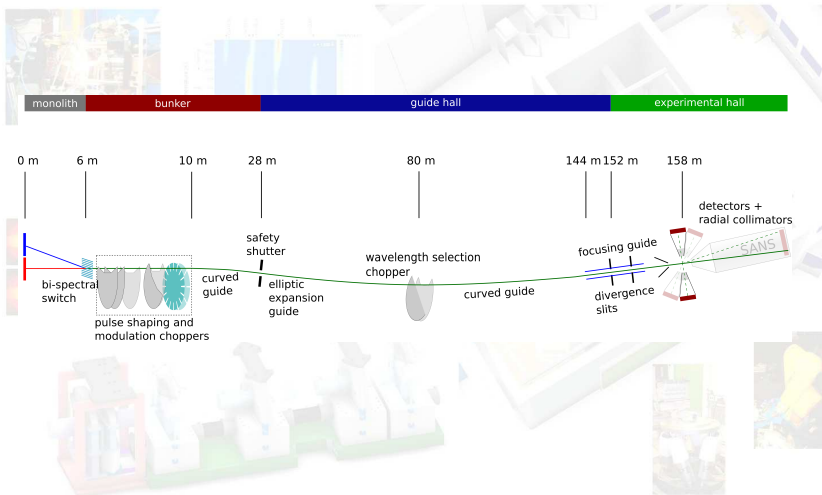 monolith bunker guide hall experimental hall
0 m 6 m 10 m 28 m 80 m 144 m 152 m 158 m
detectors +
radial collimators
safety
shutter
focusing guide
SANS
wavelength selection
chopper
bi-spectral
switch
curved
guide
elliptic
expansion
guide
curved guide
divergence
slits
pulse shaping and
modulation choppers